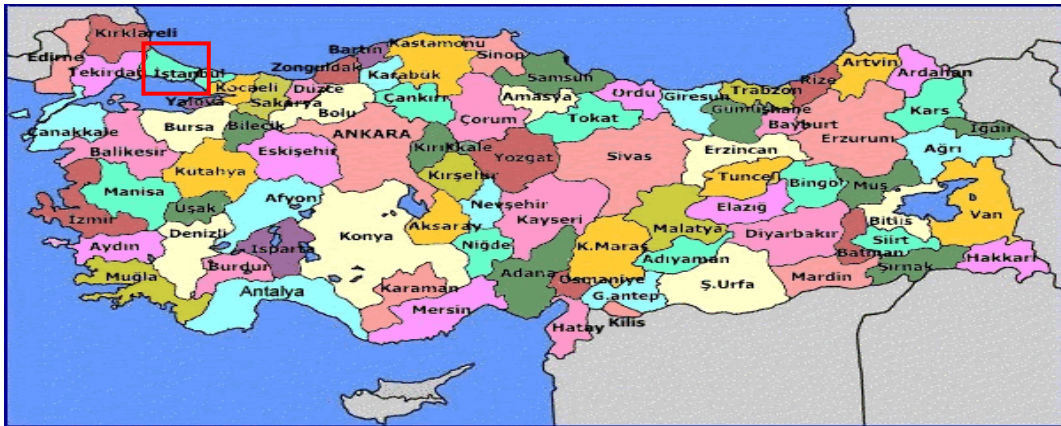 Kırklareli
Edirne
Tekirdağ
İstanbul
Kocaeli
Yalova
Sakarya
Düzce
Zonguldak
Bartın
Karabük
Kastamonu
Sinop
Samsun
Ordu
Giresun
Trabzon
Rize
Artvin
Ardahan
Kars
Iğdır
Ağrı
Erzurum
Bayburt
Gümüşhane
Erzincan
Tokat
Amasya
Çorum
Çankırı
Bolu
Bilecik
Bursa
Çanakkale
Balikesir
Kutahya
Eskişehir
ANKARA
Kırıkkale
Yozgat
Sivas
Kırşehir
Nevşehir
Kayseri
Malatya
Elazığ
Tunceli
Bingöl
Muş
Bitlis
Van
Hakkari
Şırnak
Siirt
Batman
Diyarbakır
Mardin
Ş.Urfa
Adıyaman
K.Maraş
G.antep
Kilis
Osmaniye
Hatay
Adana
Niğde
Aksaray
Konya
Karaman
Mersin
Antalya
Isparta
Burdur
Afyon
Uşak
Denizli
Manisa
İzmir
Aydın
Muğla